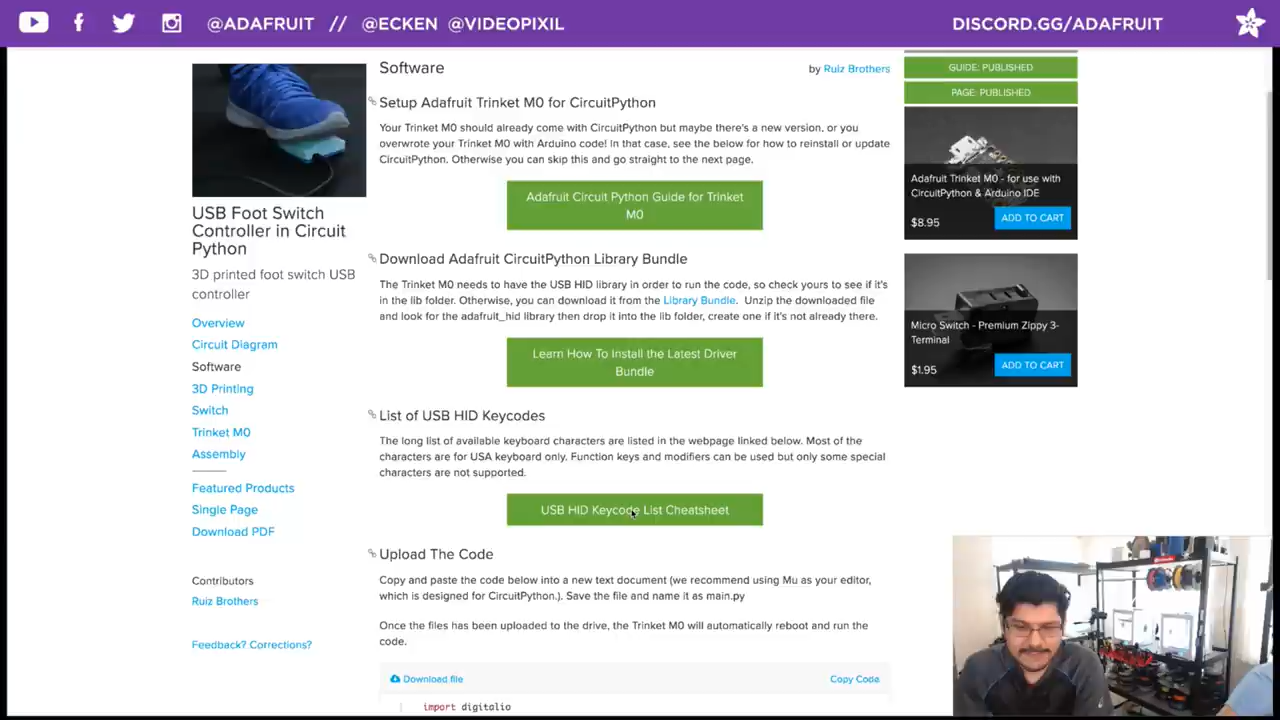 @ADAFRUIT // @ECKEN @VIDEOPIXIL
DISCORD.GG/ADAFRUIT
USB Foot Switch
Controller in Circuit
Python
3D printed foot switch USB
controller
Overview
Circuit Diagram
Software
3D Printing
Switch
Trinket M0
Assembly
Featured Products
Single Page
Download PDF
Contributors
Ruiz Brothers
Feedback? Corrections?
Software
by Ruiz Brothers
Setup Adafruit Trinket M0 for CircuitPython
Your Trinket M0 should already come with CircuitPython but maybe there's a new version, or you
overwrote your Trinket M0 with Arduino code! In that case, see the below for how to reinstall or update
CircuitPython. Otherwise you can skip this and go straight to the next page.
Adafruit Circuit Python Guide for Trinket
M0
Download Adafruit CircuitPython Library Bundle
The Trinket M0 needs to have the USB HID library in order to run the code, so check yours to see if it's
in the lib folder. Otherwise, you can download it from the Library Bundle. Unzip the downloaded file
and look for the adafruit_hid library then drop it into the lib folder, create one if it's not already there.
Learn How To Install the Latest Driver
Bundle
List of USB HID Keycodes
The long list of available keyboard characters are listed in the webpage linked below. Most of the
characters are for USA keyboard only. Function keys and modifiers can be used but only some special
characters are not supported.
USB HID Keycode List Cheatsheet
Upload The Code
Copy and paste the code below into a new text document (we recommend using Mu as your editor,
which is designed for CircuitPython.). Save the file and name it as main.py
Once the files has been uploaded to the drive, the Trinket M0 will automatically reboot and run the
code.
Download file
Copy Code
import digitalio
GUIDE: PUBLISHED
PAGE: PUBLISHED
Adafruit Trinket M0 - for use with
CircuitPython & Arduino IDE
$8.95
ADD TO CART
Micro Switch - Premium Zippy 3-
Terminal
$1.95
ADD TO CART